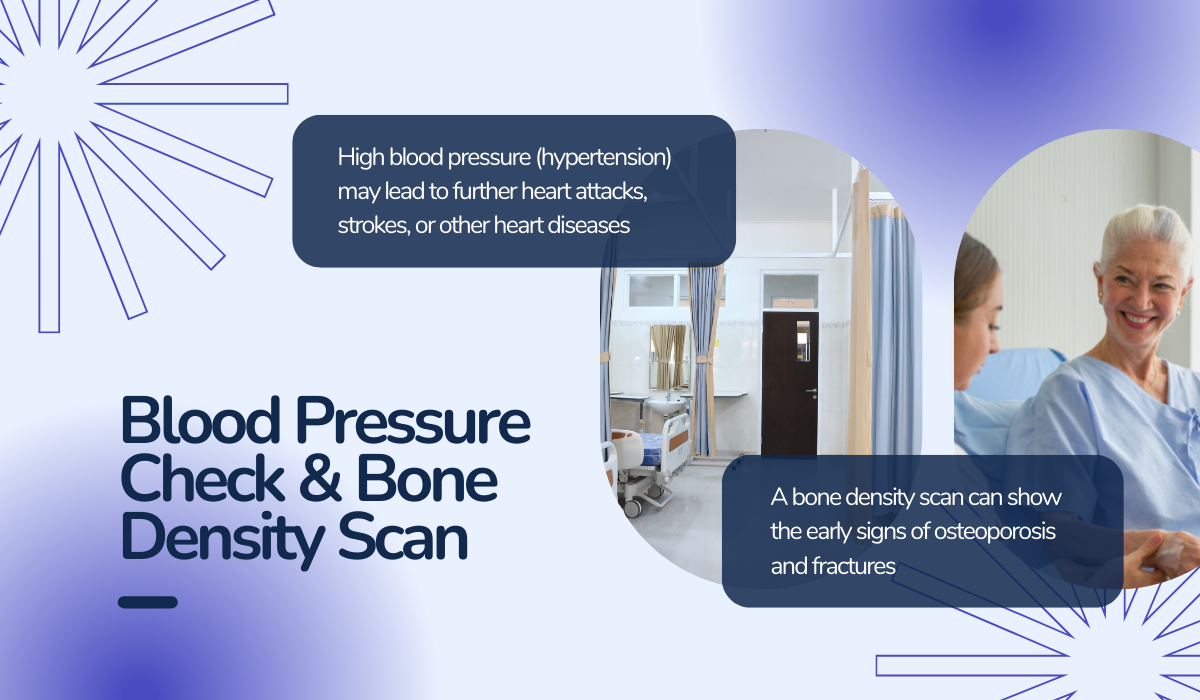 High blood pressure (hypertension)
may lead to further heart attacks,
strokes, or other heart diseases
Blood Pressure
Check & Bone
Density Scan
A bone density scan can show
the early signs of osteoporosis
and fractures